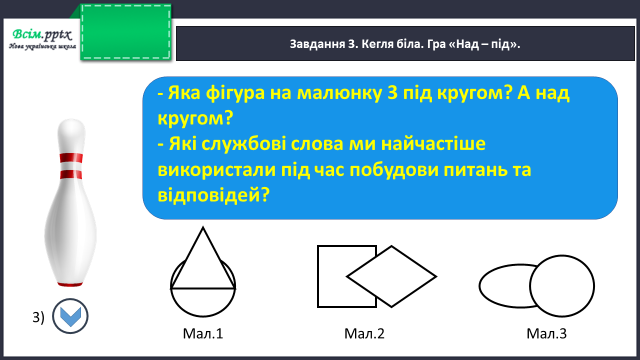 Всім.pptx
Нова українська школа
Завдання 3. Кегля біла. Гра «Над – під».
- Яка фігура на малюнку 3 під кругом? А над
кругом?
- Які службові слова ми найчастіше
використали під час побудови питань та
відповідей?
3)
Мал.1
Мал.2
Мал.3